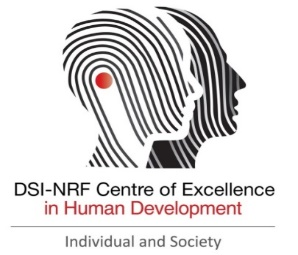 DSI-NRF Centre of Excellence
in Human Development
Individual and Society